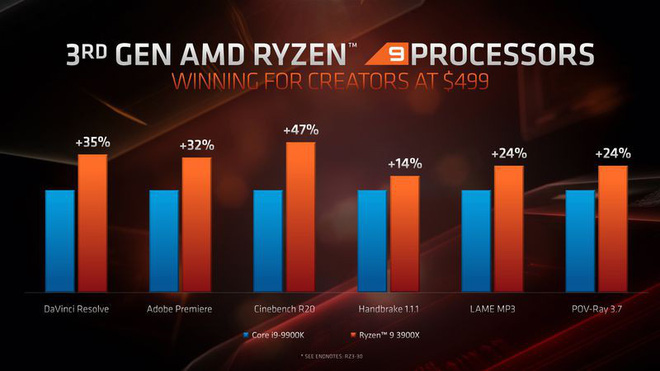 3RD GEN AMD RYZEN™ 9 PROCESSORS
WINNING FOR CREATORS AT $499
+35%
+32%
+47%
+14%
+24%
+24%
DaVinci Resolve
Adobe Premiere
Cinebench R20
Handbrake 1.1.1
LAME MP3
POV-Ray 3.7
Core i9-9900K
Ryzen™ 9 3900X
* SEE ENDNOTES: RZ3-30